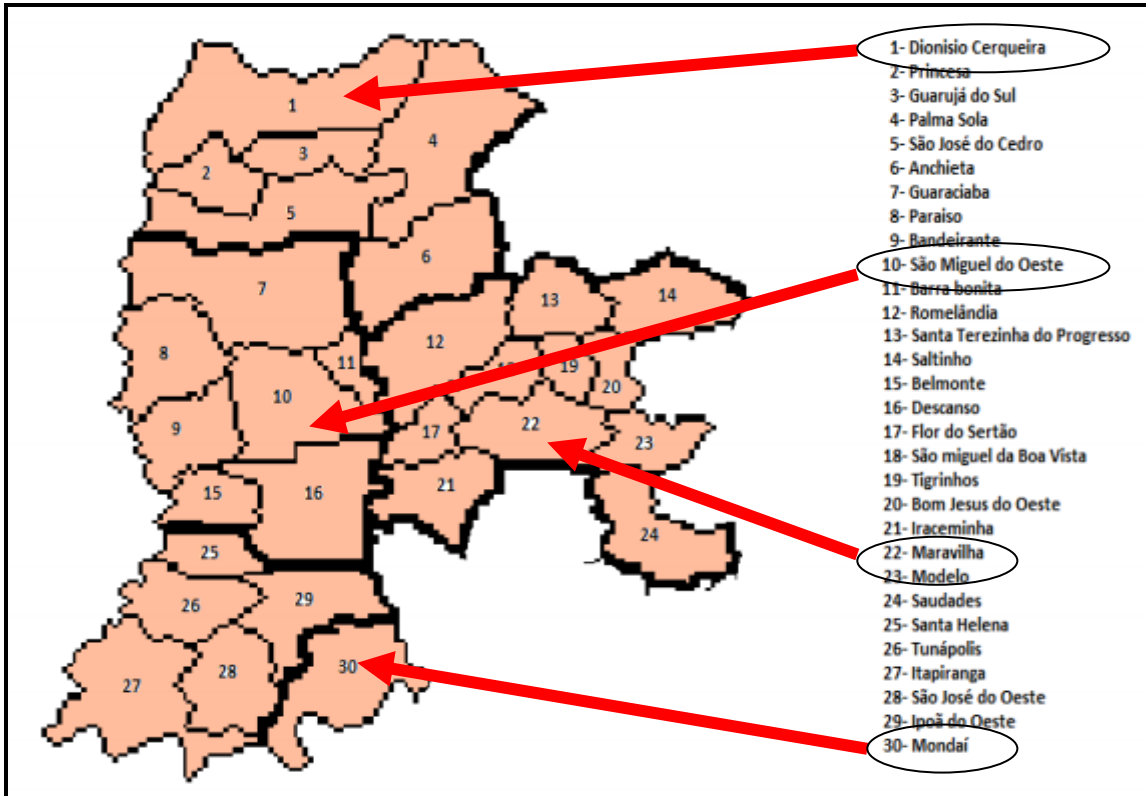 1- Dionisio Cerqueira
2- Princesa
3- Guarujá do Sul
4- Palma Sola
5- São José do Cedro
6- Anchieta
7- Guaraciaba
8- Paraiso
9- Bandeirante
10- São Miguel do Oeste
11- Barra bonita
12- Romelândia
13- Santa Terezinha do Progresso
14- Saltinho
15- Belmonte
16- Descanso
17- Flor do Sertão
18- São miguel da Boa Vista
19- Tigrinhos
20- Bom Jesus do Oeste
21- Iraceminha
22- Maravilha
23- Modelo
24- Saudades
25- Santa Helena
26- Tunápolis
27- Itapiranga
28- São José do Oeste
29- Ipoã do Oeste
30- Mondaí
1
4
3
2
5
6
7
13
14
12
8
11
19
10
20
9
17
22
23
15
16
21
24
25
26
29
27
28
30